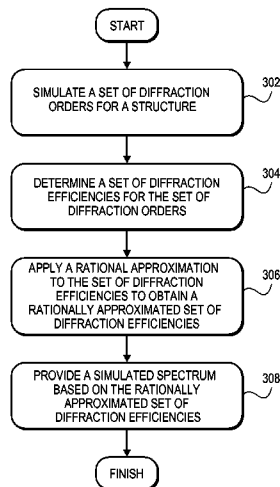 START
302
SIMULATE A SET OF DIFFRACTION
ORDERS FOR A STRUCTURE
304
DETERMINE A SET OF DIFFRACTION
EFFICIENCIES FOR THE SET OF
DIFFRACTION ORDERS
306
APPLY A RATIONAL APPROXIMATION
TO THE SET OF DIFFRACTION
EFFICIENCIES TO OBTAIN A
RATIONALLY APPROXIMATED SET OF
DIFFRACTION EFFICIENCIES
308
PROVIDE A SIMULATED SPECTRUM
BASED ON THE RATIONALLY
APPROXIMATED SET OF
DIFFRACTION EFFICIENCIES
FINISH